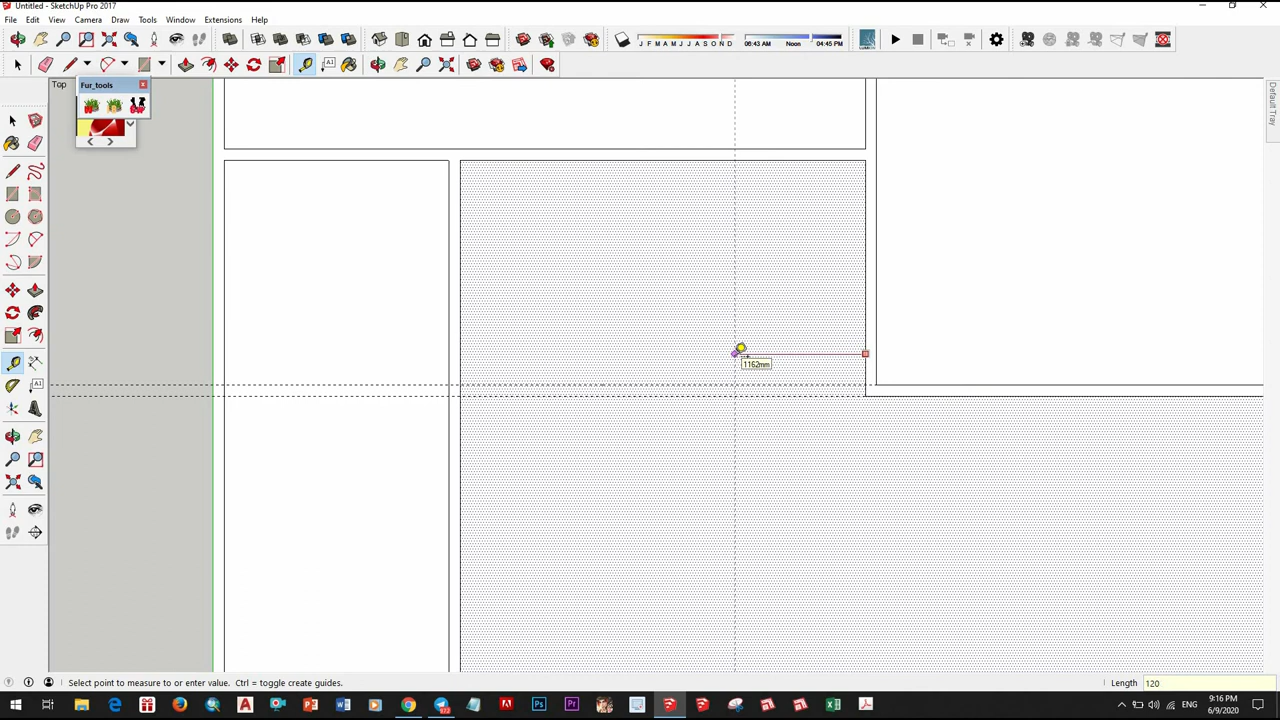 Untitled - SketchUp Pro 2017
File Edit View Camera Draw Tools Window Extensions Help
J F M A M J J A S O N D
06:43 AM Noon 04:45 PM
Top
Fur_tools
Default Tray
1162mm
Select point to measure to or enter value. Ctrl = toggle create guides.
Length 120
9:16 PM
6/9/2020